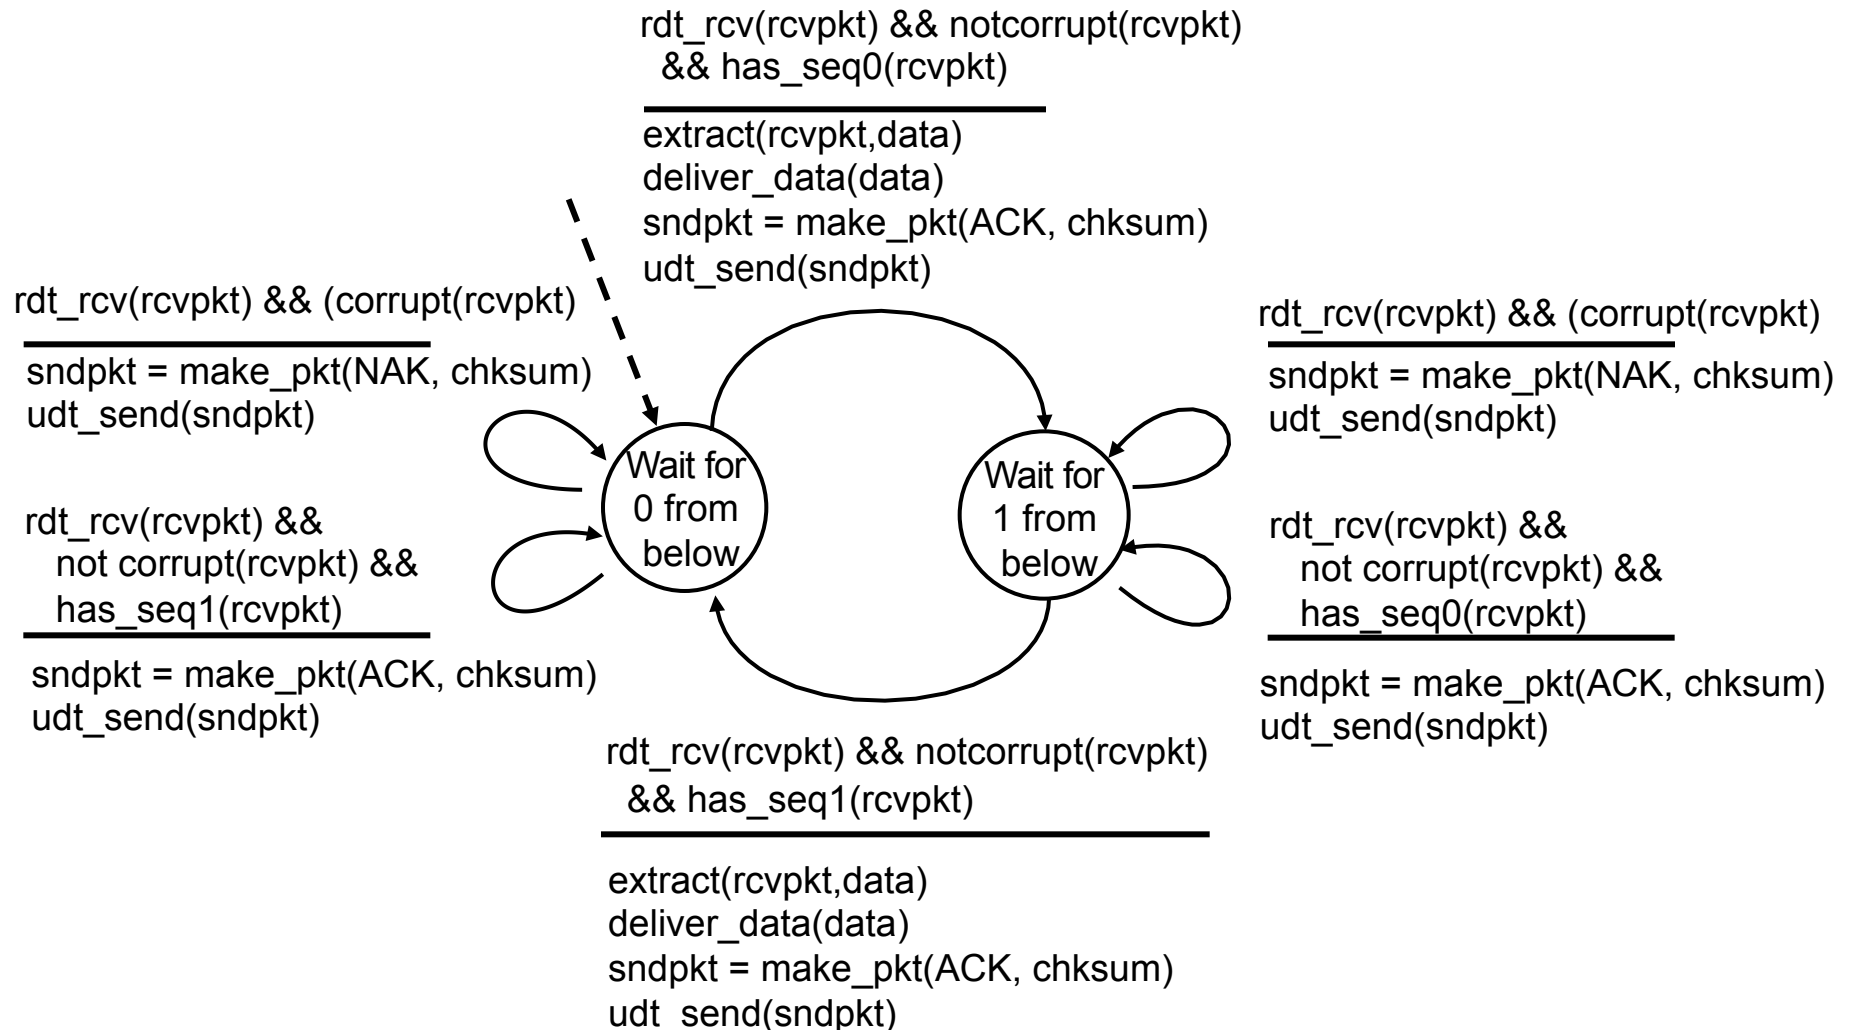 rdt_rcv(rcvpkt) && notcorrupt(rcvpkt)
&& has_seq0(rcvpkt)
extract(rcvpkt,data)
deliver_data(data)
sndpkt = make_pkt(ACK, chksum)
udt_send(sndpkt)
rdt_rcv(rcvpkt) && (corrupt(rcvpkt)
sndpkt = make_pkt(NAK, chksum)
udt_send(sndpkt)
rdt_rcv(rcvpkt) &&
not corrupt(rcvpkt) &&
has_seq1(rcvpkt)
sndpkt = make_pkt(ACK, chksum)
udt_send(sndpkt)
Wait for
0 from
below
Wait for
1 from
below
rdt_rcv(rcvpkt) && (corrupt(rcvpkt)
sndpkt = make_pkt(NAK, chksum)
udt_send(sndpkt)
rdt_rcv(rcvpkt) &&
not corrupt(rcvpkt) &&
has_seq0(rcvpkt)
sndpkt = make_pkt(ACK, chksum)
udt_send(sndpkt)
rdt_rcv(rcvpkt) && notcorrupt(rcvpkt)
&& has_seq1(rcvpkt)
extract(rcvpkt,data)
deliver_data(data)
sndpkt = make_pkt(ACK, chksum)
udt_send(sndpkt)